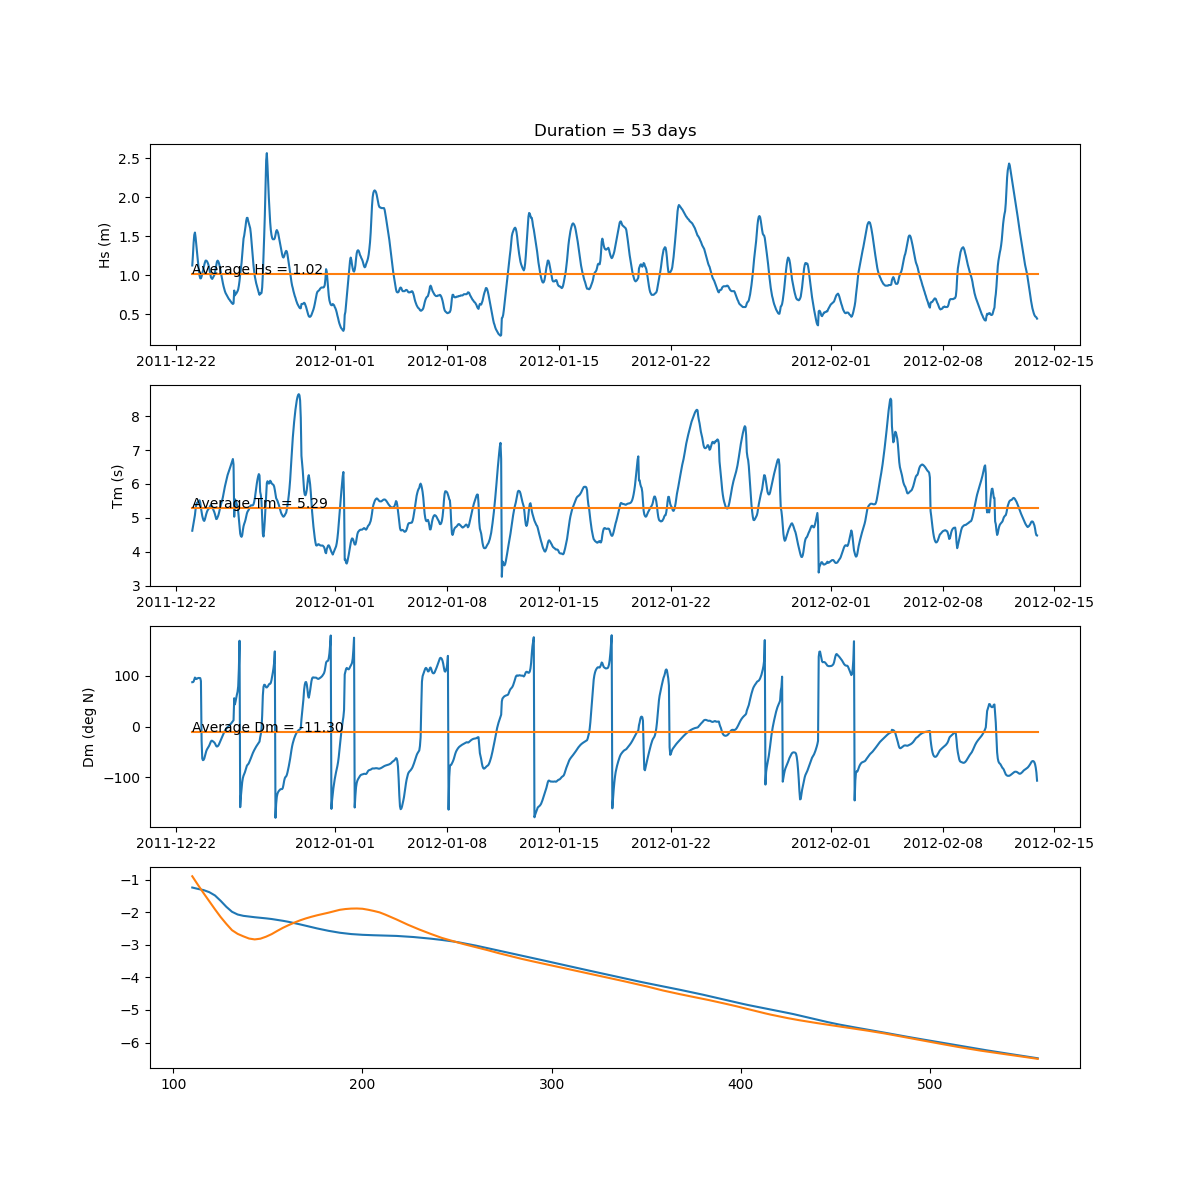 Duration = 53 days
2.5
2.0
1.5
1.0
0.5
Hs (m)
Average Hs = 1.02
2011-12-22 2012-01-01 2012-01-08 2012-01-15 2012-01-22 2012-02-01 2012-02-08 2012-02-15
8
7
6
5
4
3
Tm (s)
Average Tm = 5.29
2011-12-22 2012-01-01 2012-01-08 2012-01-15 2012-01-22 2012-02-01 2012-02-08 2012-02-15
100
0
−100
Dm (deg N)
Average Dm = -11.30
2011-12-22 2012-01-01 2012-01-08 2012-01-15 2012-01-22 2012-02-01 2012-02-08 2012-02-15
−1
−2
−3
−4
−5
−6
100 200 300 400 500